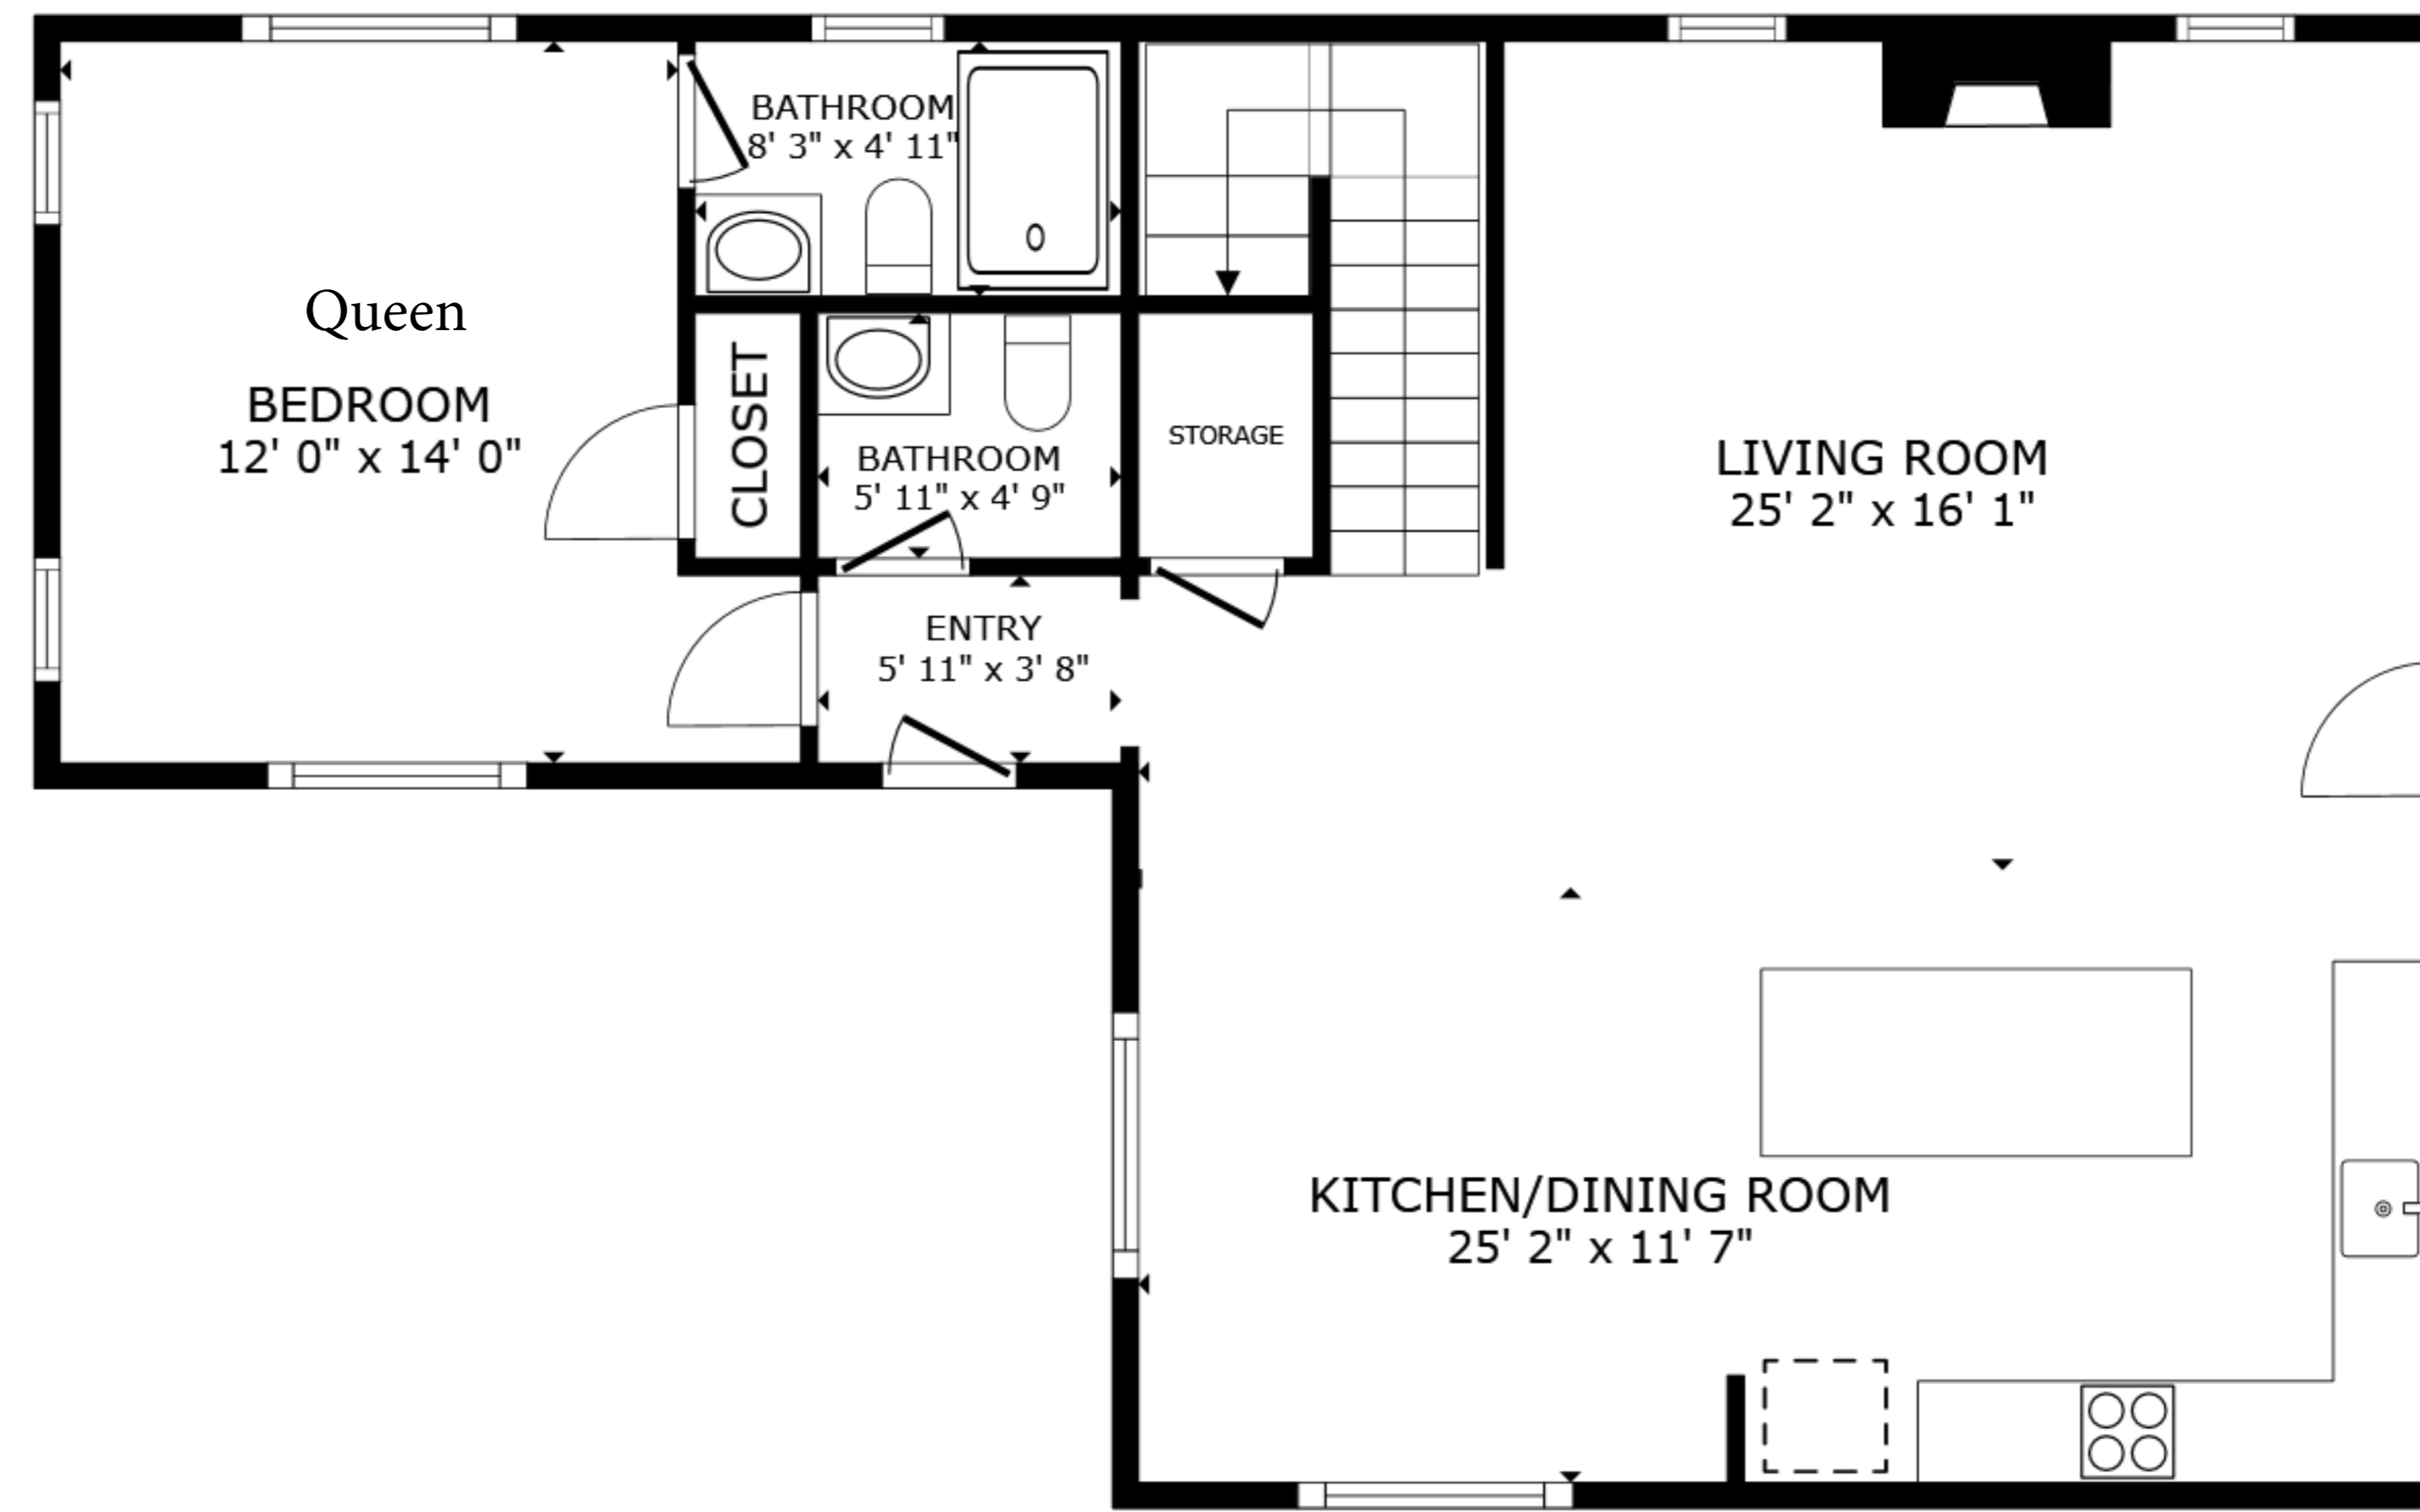 BATHROOM
8' 3" x 4' 11"
Queen
BEDROOM
12' 0" x 14' 0"
CLOSET
BATHROOM
5' 11" x 4' 9"
STORAGE
LIVING ROOM
25' 2" x 16' 1"
ENTRY
5' 11" x 3' 8"
KITCHEN/DINING ROOM
25' 2" x 11' 7"